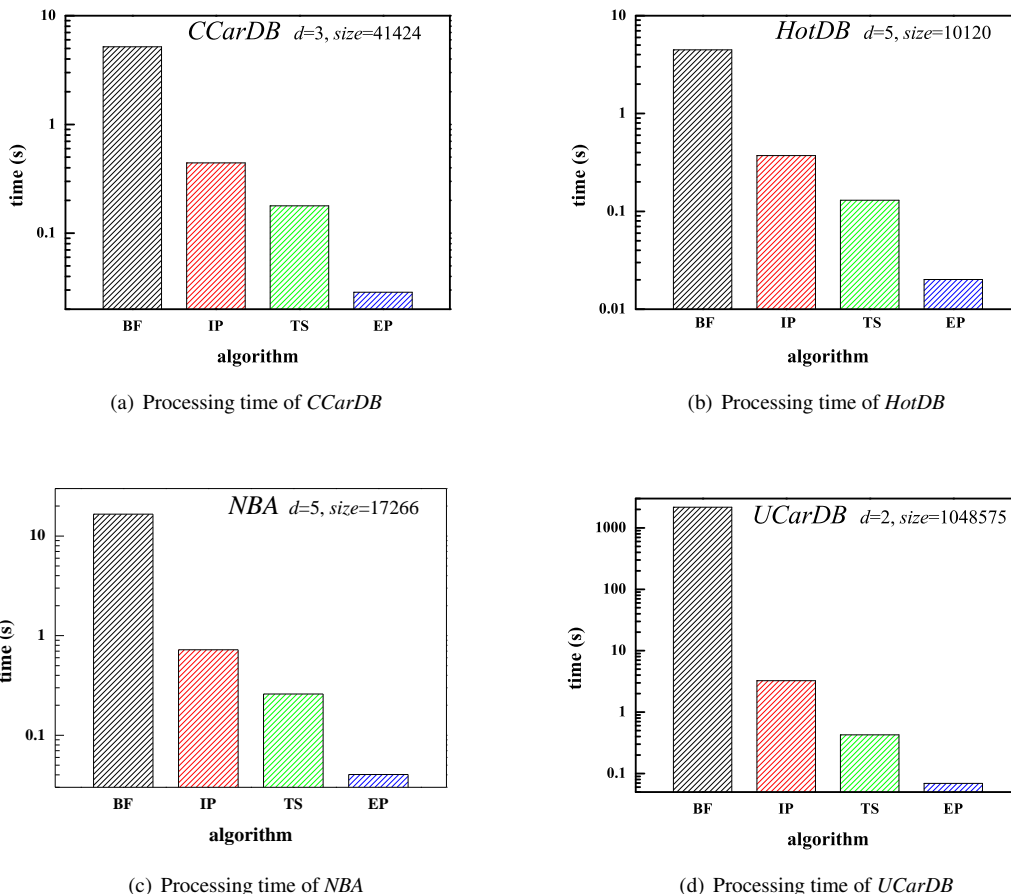 CCarDB d=3, size=41424
10
1
0.1
time (s)
BF IP TS EP
algorithm
(a) Processing time of CCarDB
HotDB d=5, size=10120
10
1
0.1
0.01
time (s)
BF IP TS EP
algorithm
(b) Processing time of HotDB
NBA d=5, size=17266
10
1
0.1
time (s)
BF IP TS EP
algorithm
(c) Processing time of NBA
UCarDB d=2, size=1048575
1000
100
10
1
0.1
time (s)
BF IP TS EP
algorithm
(d) Processing time of UCarDB